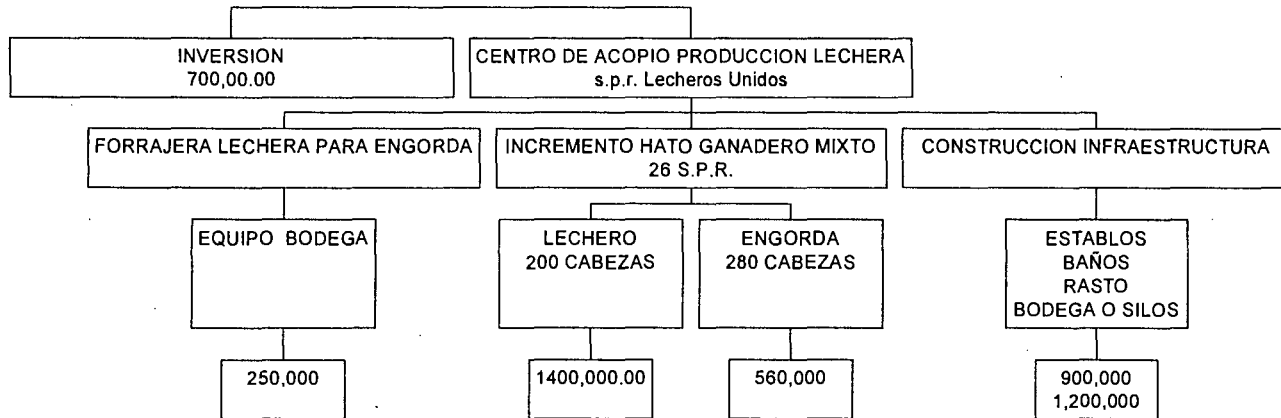 INVERSION
700,00.00
CENTRO DE ACOPIO PRODUCCION LECHERA
s.p.r. Lecheros Unidos
FORRAJERA LECHERA PARA ENGORDA
INCREMENTO HATO GANADERO MIXTO
26 S.P.R.
CONSTRUCCION INFRAESTRUCTURA
EQUIPO BODEGA
LECHERO
200 CABEZAS
ENGORDA
280 CABEZAS
ESTABLOS
BAÑOS
RASTO
BODEGA O SILOS
250,000
1400,000.00
560,000
900,000
1,200,000